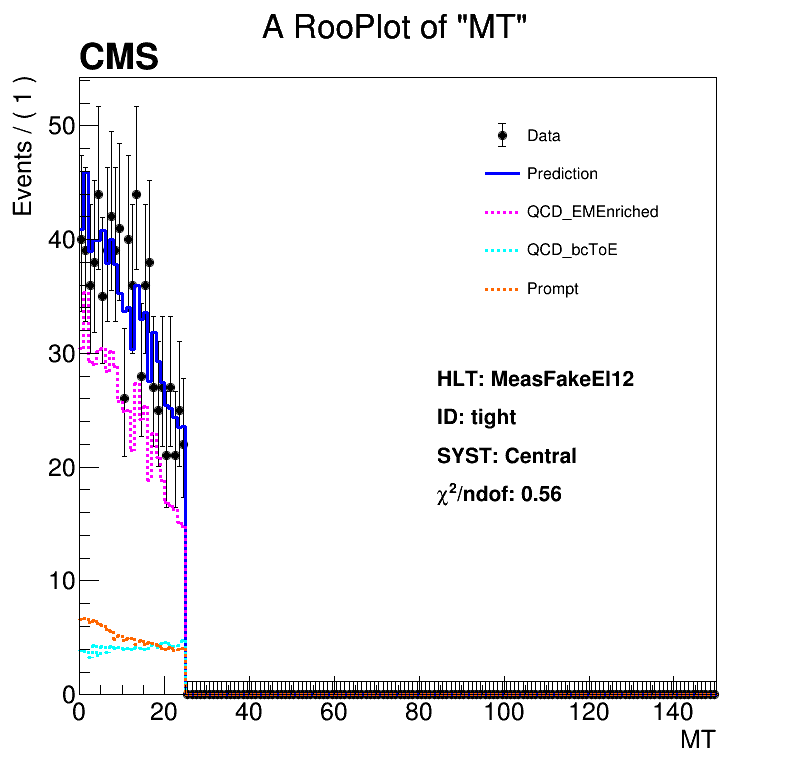 A RooPlot of "MT"
CMS
Events / ( 1 )
50
40
30
20
10
0
Data
Prediction
QCD_EMEnriched
QCD_bcToE
Prompt
HLT: MeasFakeEl12
ID: tight
SYST: Central
χ²/ndof: 0.56
0 20 40 60 80 100 120 140
MT